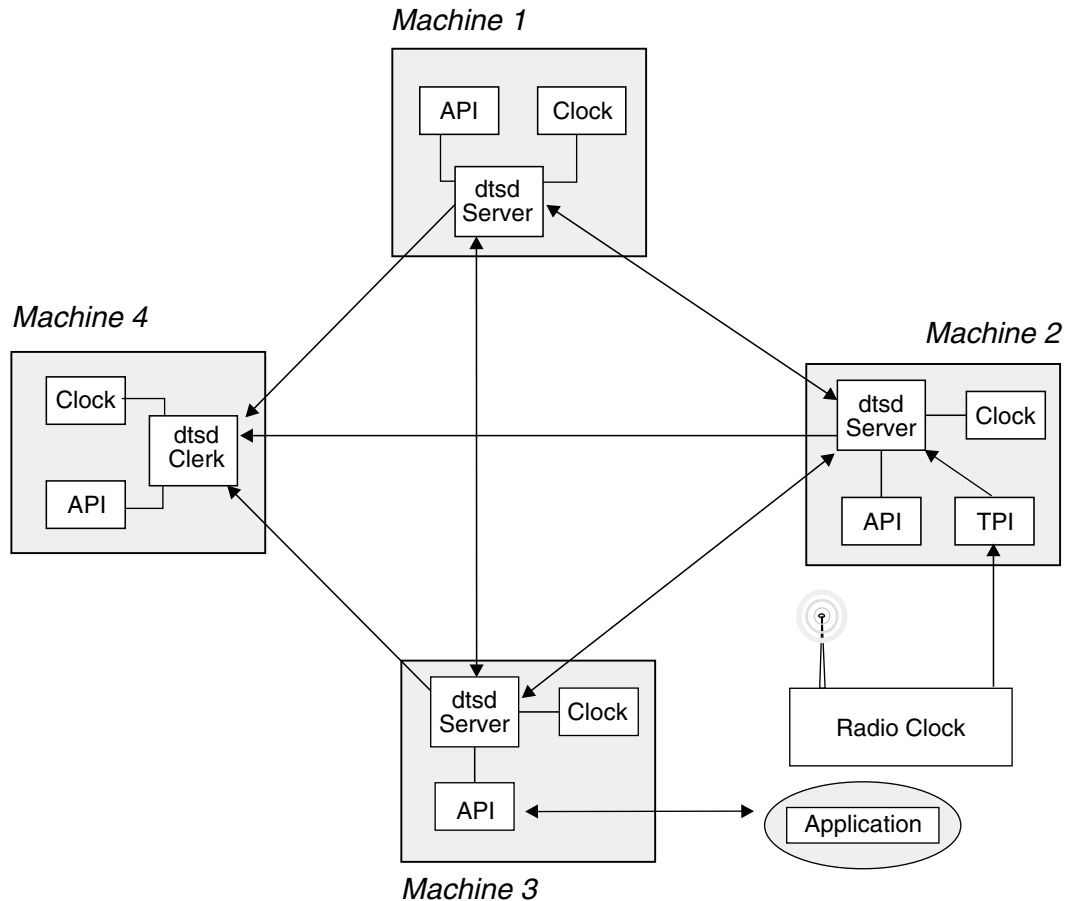 Machine 1
API
Clock
dtsd
Server
Machine 4
Clock
dtsd
Clerk
API
Machine 2
dtsd
Server
Clock
API
TPI
Radio Clock
dtsd
Server
Clock
API
Application
Machine 3